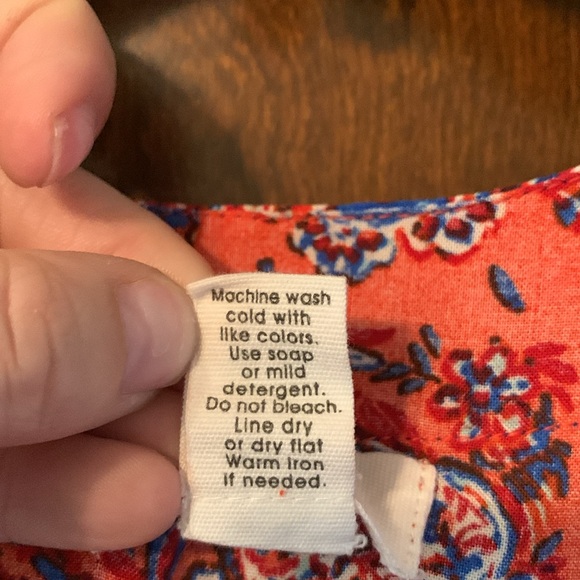 Machine wash
cold with
like colors.
Use soap
or mild
detergent.
Do not bleach.
Line dry
or dry flat
Warm Iron
if needed.